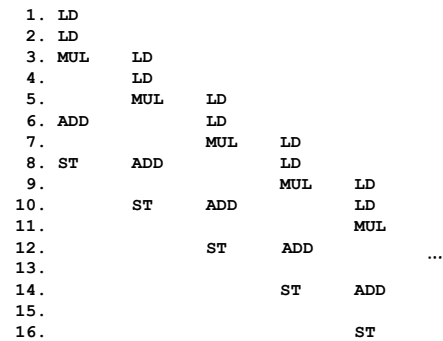 1. LD
2. LD
3. MUL LD
4. LD
5. MUL LD
6. ADD LD
7. MUL LD
8. ST ADD LD
9. MUL LD
10. ST ADD LD
11. MUL
12. ST ADD ...
13.
14. ST ADD
15.
16. ST